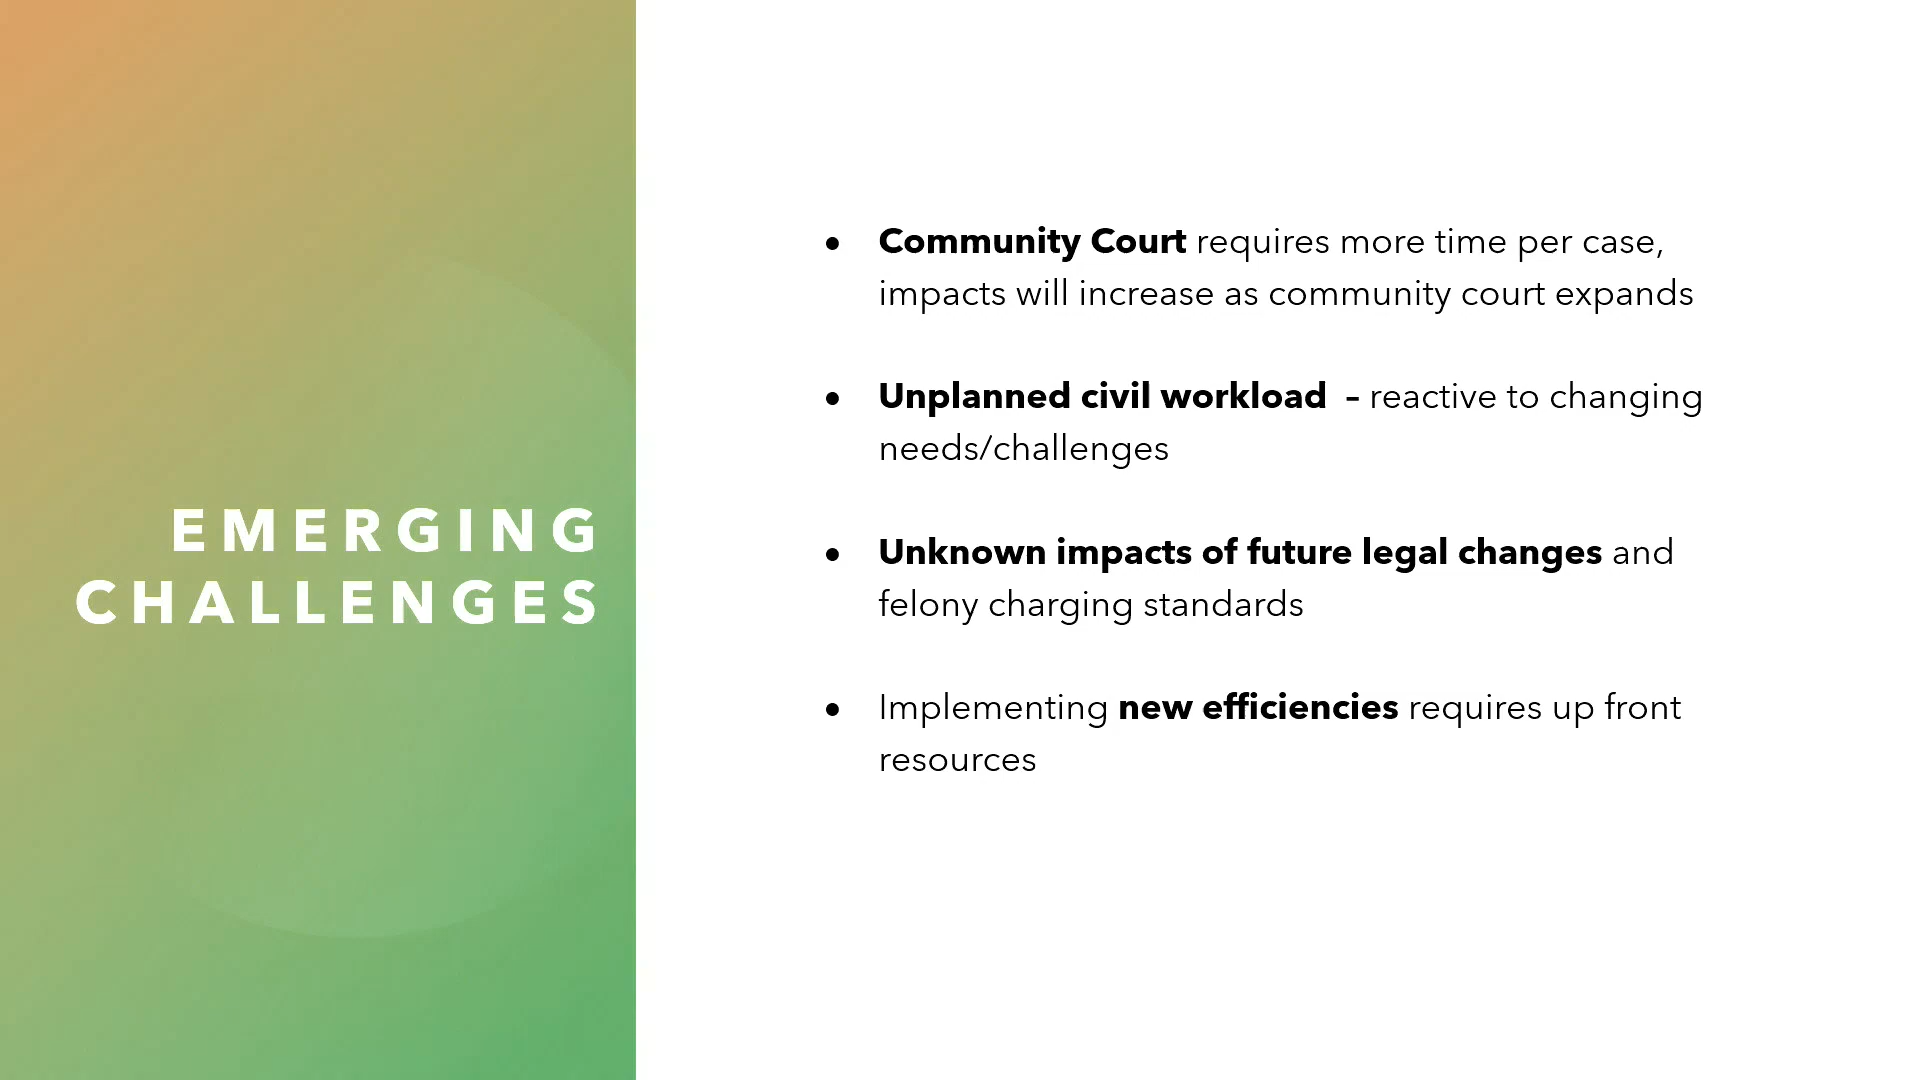 EMERGING
CHALLENGES
● Community Court requires more time per case,
impacts will increase as community court expands
● Unplanned civil workload  – reactive to changing
needs/challenges
● Unknown impacts of future legal changes and
felony charging standards
● Implementing new efficiencies requires up front
resources